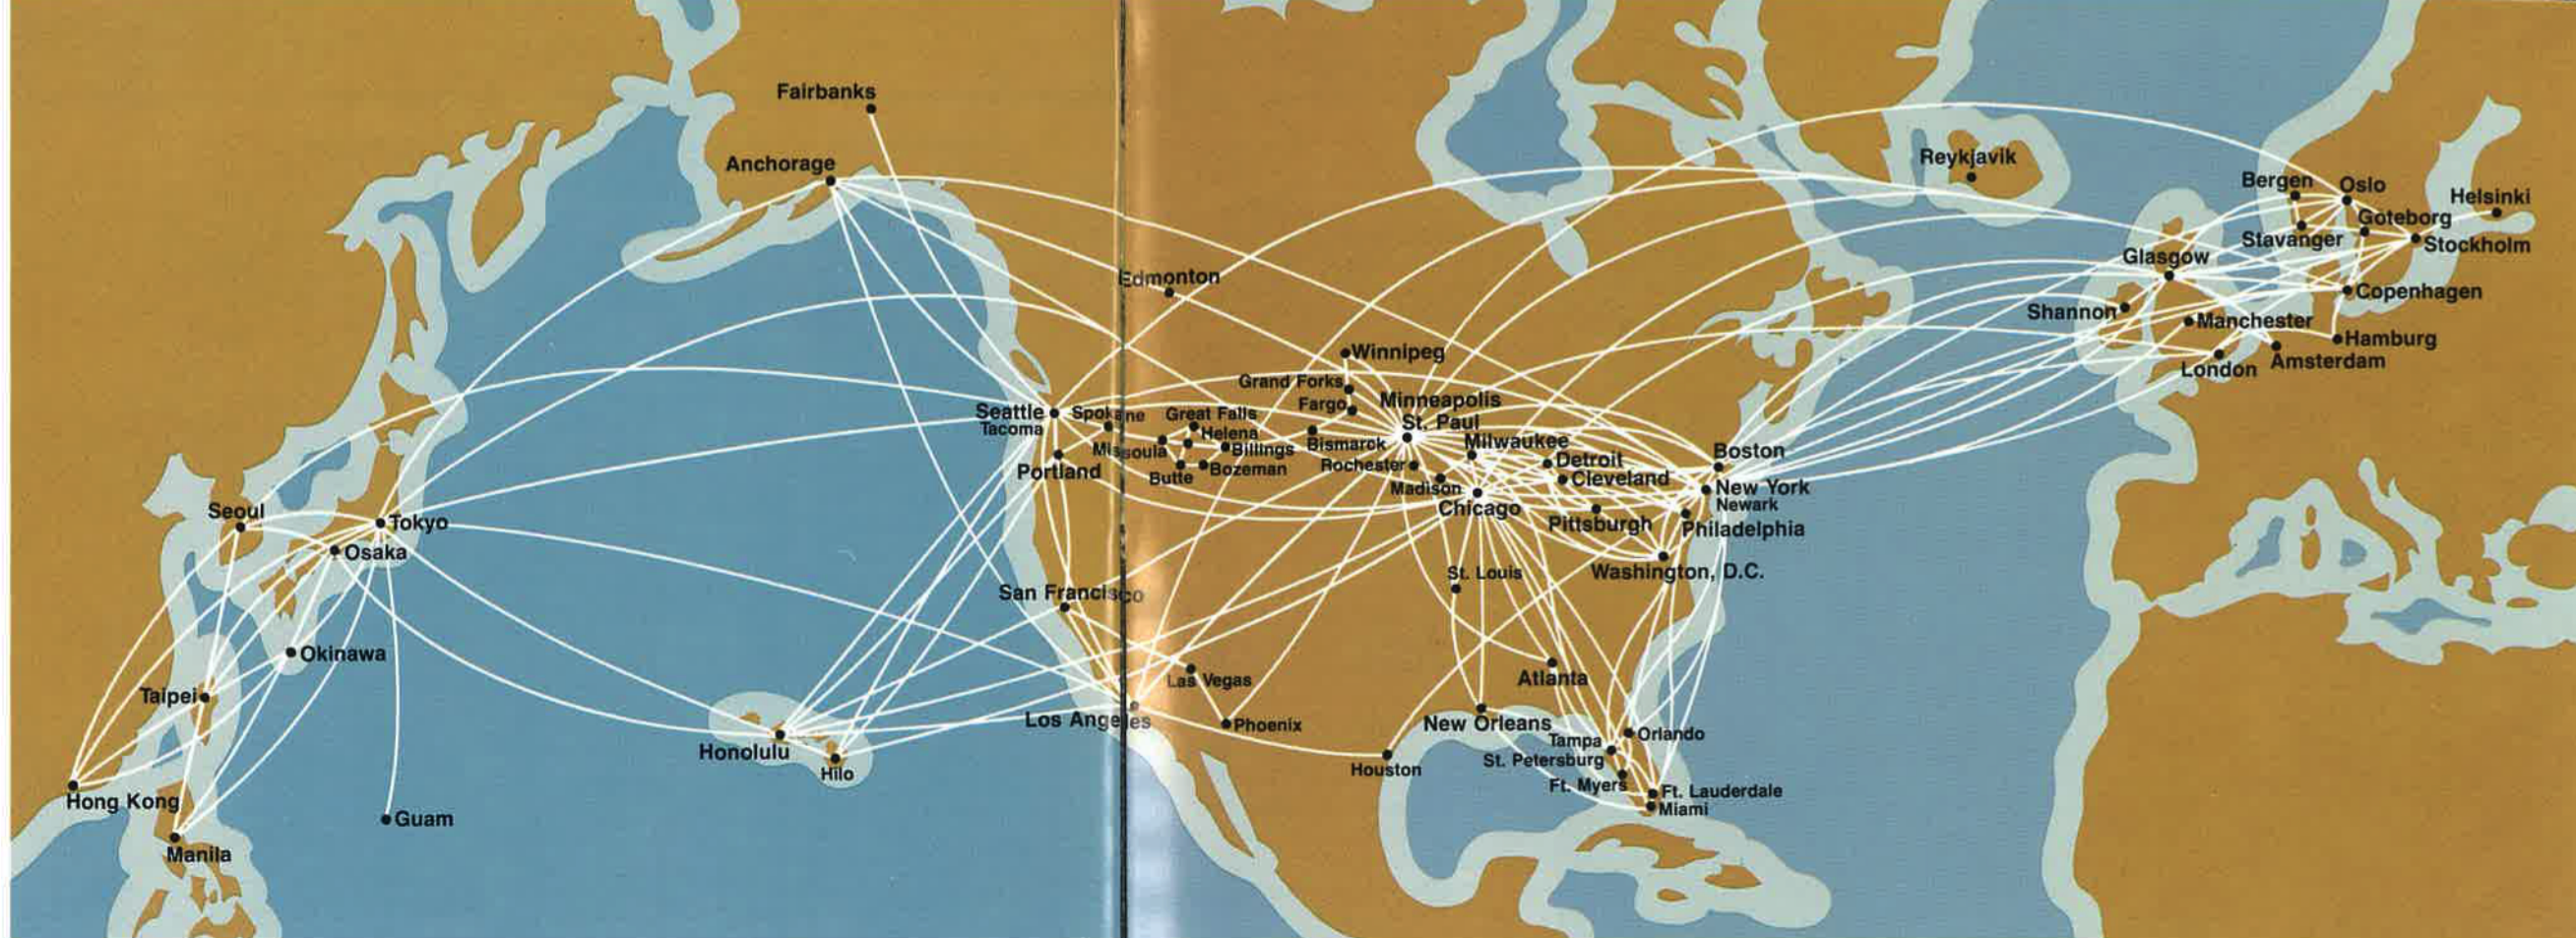 Fairbanks
Anchorage
Reykjavik
Bergen
Oslo
Helsinki
Goteborg
Stavanger
Stockholm
Glasgow
Edmonton
Copenhagen
Shannon
Manchester
Hamburg
London
Amsterdam
Winnipeg
Grand Forks
Fargo
Minneapolis
St. Paul
Seattle
Tacoma
Spokane
Great Falls
Helena
Missoula
Billings
Bismarck
Milwaukee
Boston
Portland
Butte
Bozeman
Rochester
Detroit
Cleveland
Madison
Chicago
New York
Newark
Pittsburgh
Philadelphia
Seoul
Tokyo
Osaka
Washington, D.C.
St. Louis
San Francisco
Okinawa
Taipei
Las Vegas
Atlanta
Los Angeles
Phoenix
New Orleans
Orlando
Tampa
St. Petersburg
Honolulu
Hilo
Houston
Ft. Myers
Ft. Lauderdale
Miami
Hong Kong
Guam
Manila